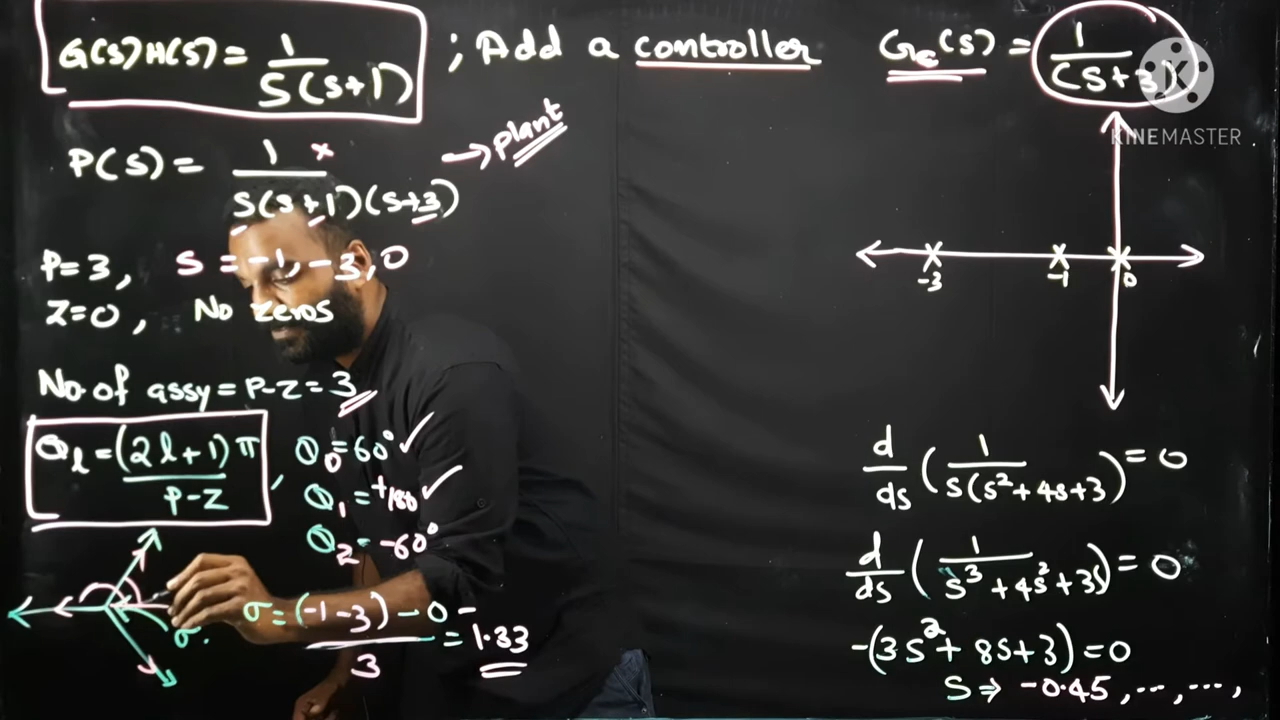 G(s)H(s) = 1/(s(s+1)) ; Add a controller Gc(s) = 1/(s+3)
KINEMASTER
P(s) = 1/(s(s+1)(s+3)) → plant
P=3, s = -1, -3, 0
Z=0, No zeros
No of assy = P-Z = 3
θl = (2l+1)π/(P-Z), θ0 = 60° ✓
θ1 = +180 ✓
θ2 = -60°
σ.
σ = ((-1-3) - 0)/3 = -1.33
-3 -1 0
d/ds (1/(s(s²+4s+3)) = 0
d/ds (1/(s³+4s²+3s)) = 0
-(3s²+8s+3) = 0
s ⇒ -0.45, ..., ...,